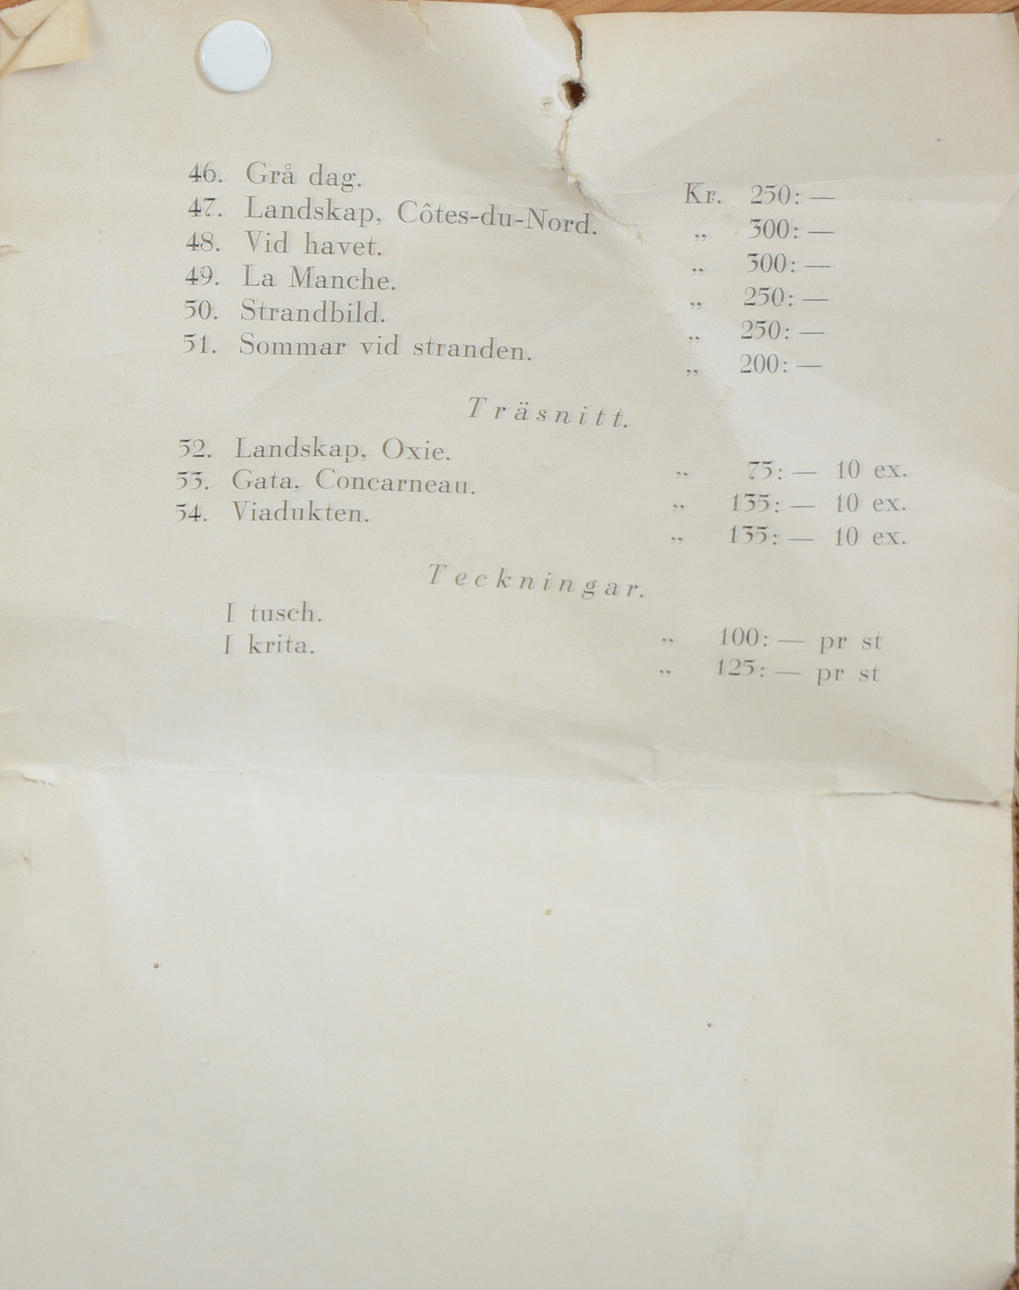 46. Grå dag. Kr. 250: —
47. Landskap, Côtes-du-Nord. „ 300: —
48. Vid havet. „ 300: —
49. La Manche. „ 250: —
50. Strandbild. „ 250: —
51. Sommar vid stranden. „ 200: —
Träsnitt.
52. Landskap, Oxie. „ 75: — 10 ex.
53. Gata, Concarneau. „ 135: — 10 ex.
54. Viadukten. „ 135: — 10 ex.
Teckningar.
I tusch. „ 100: — pr st
I krita. „ 125: — pr st